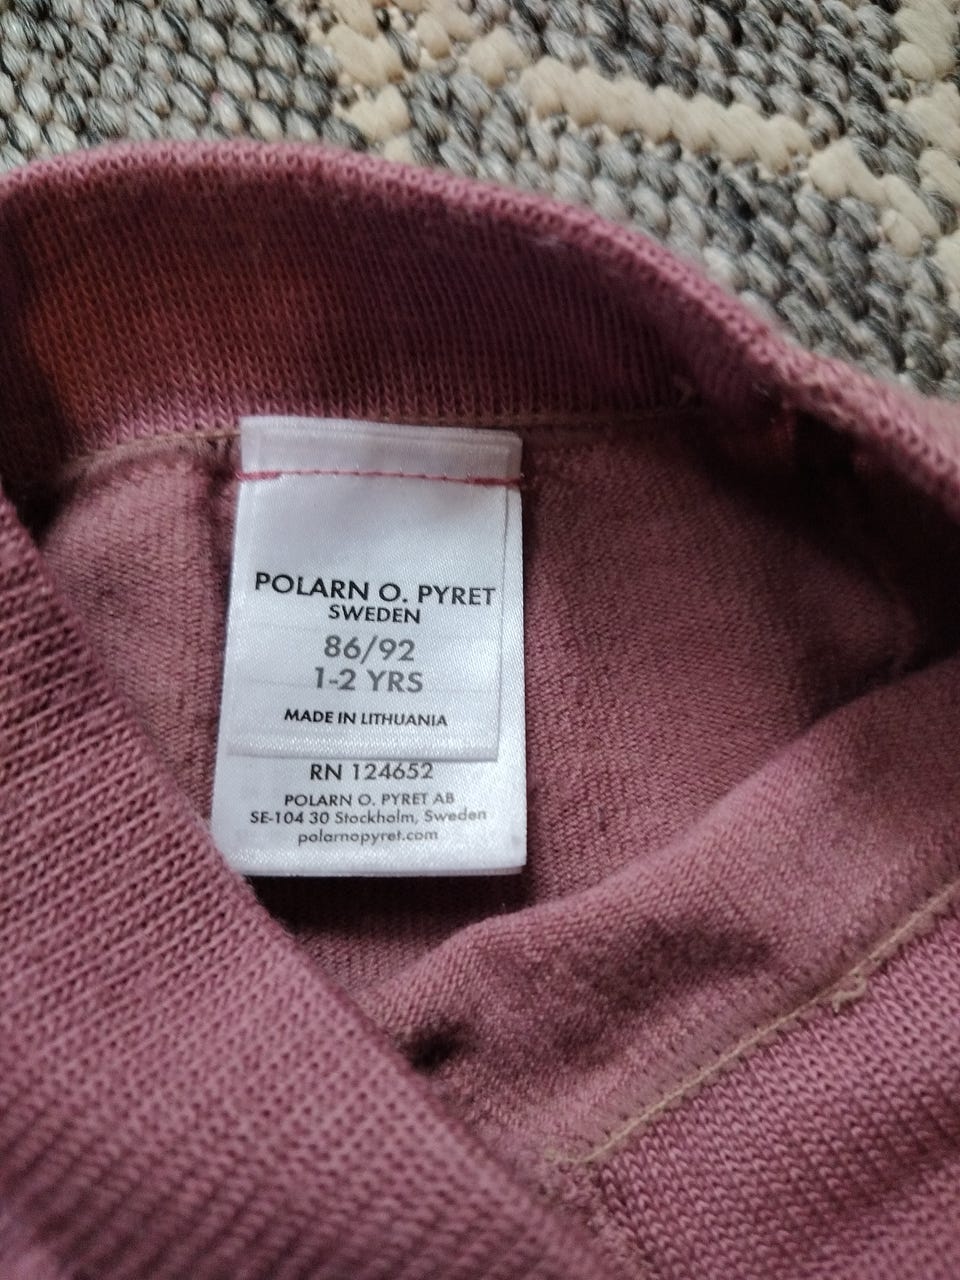 POLARN O. PYRET
SWEDEN
86/92
1-2 YRS
MADE IN LITHUANIA
RN 124652
POLARN O. PYRET AB
SE-104 30 Stockholm, Sweden
polarnopyret.com